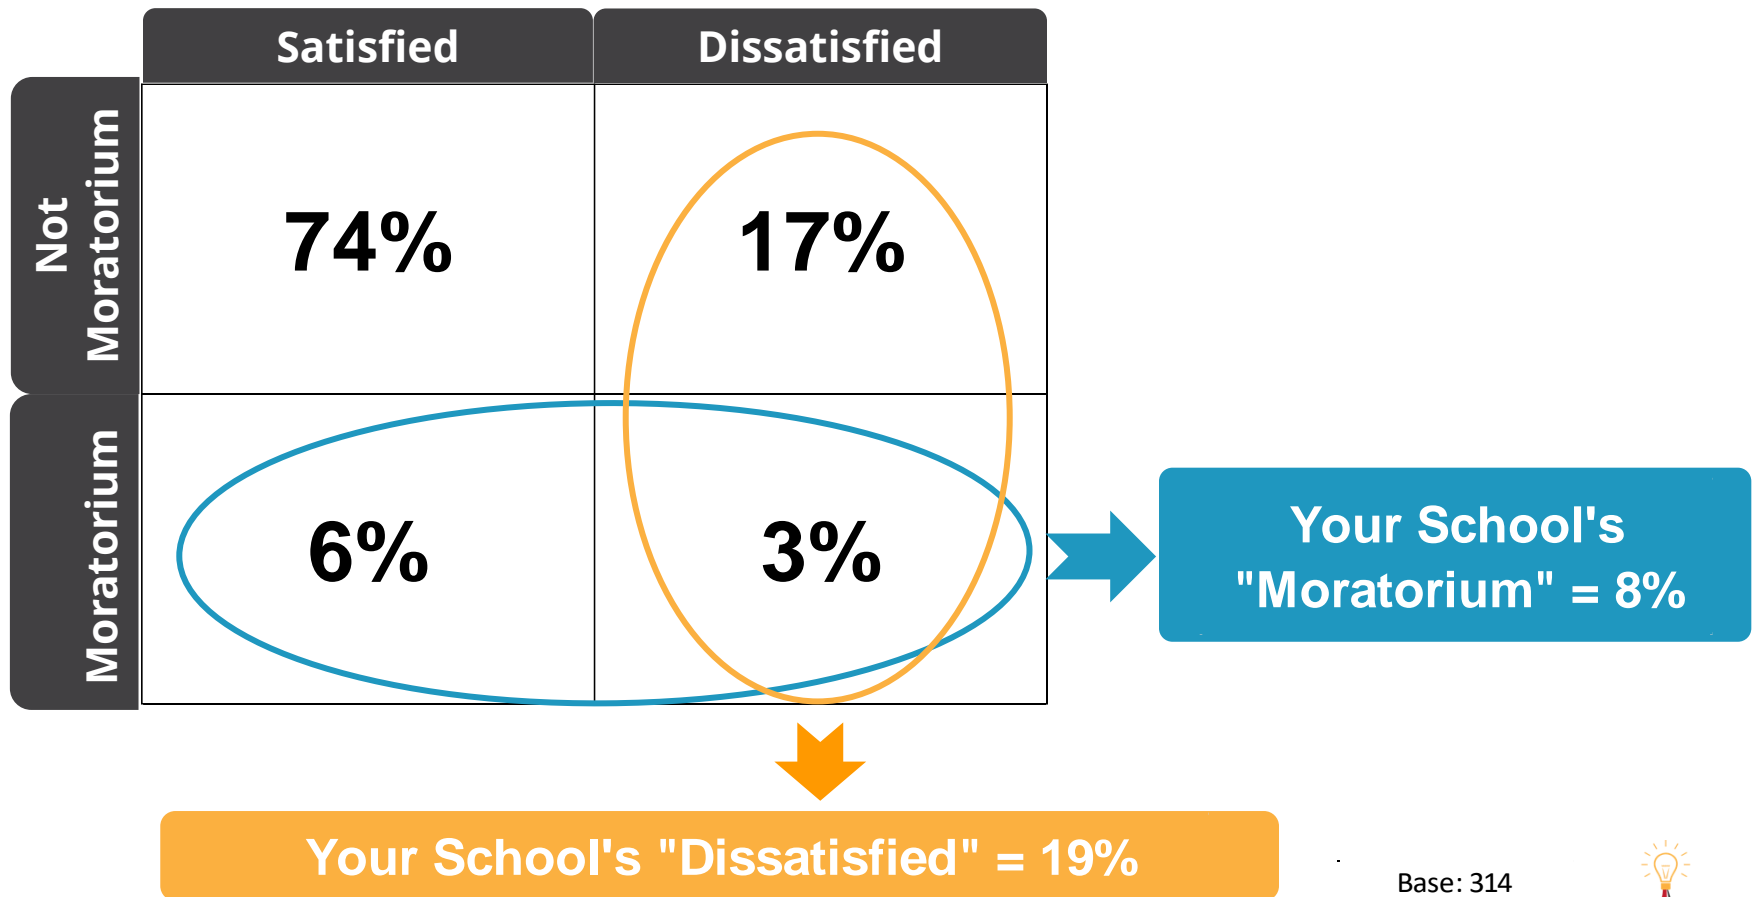 Satisfied
Dissatisfied
Not
Moratorium
74%
17%
Moratorium
6%
3%
Your School's
"Moratorium" = 8%
Your School's "Dissatisfied" = 19%
Base: 314